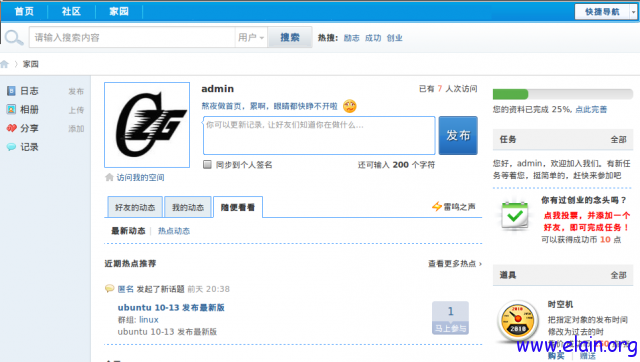 首页 社区 家园 快捷导航
请输入搜索内容 用户 搜索 热搜: 励志 成功 创业
家园
日志 发布
相册 上传
分享 添加
记录
CZG
访问我的空间
admin 已有 7 人次访问
熬夜做首页，累啊，眼睛都快睁不开啦
你可以更新记录, 让好友们知道你在做什么...
发布
同步到个人签名 还可输入 200 个字符
好友的动态 我的动态 随便看看 雷鸣之声
最新动态 热点动态
近期热点推荐 查看更多热点 ›
匿名 发起了新话题 前天 20:38
ubuntu 10-13 发布最新版
群组: linux
ubuntu 10-13 发布最新版
1
马上参与
您的资料已完成 25%, 点此完善
任务 全部
您好，admin，欢迎加入我们。有新任
务等着您，挺简单的，赶快来参加吧
你有过创业的念头吗？
点我投票，并添加一个
好友，即可完成任务！
可以获得成功币 10 点
道具 全部
时空机
把指定对象的发布时间
修改为过去的时
2010
购买 赠送
www.elain.org